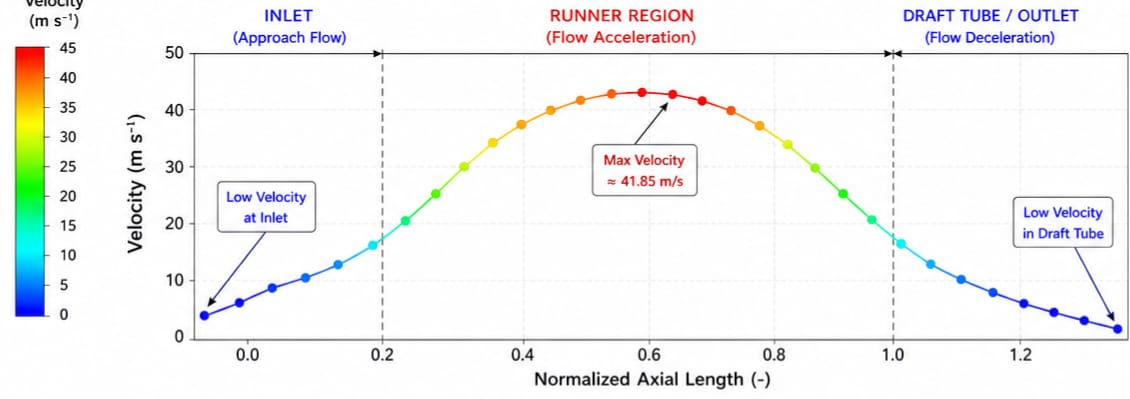 Velocity
(m s⁻¹)
45
40
35
30
25
20
15
10
5
0
INLET
(Approach Flow)
RUNNER REGION
(Flow Acceleration)
DRAFT TUBE / OUTLET
(Flow Deceleration)
Velocity (m s⁻¹)
50
40
30
20
10
0
Low Velocity
at Inlet
Max Velocity
≈ 41.85 m/s
Low Velocity
in Draft Tube
0.0 0.2 0.4 0.6 0.8 1.0 1.2
Normalized Axial Length (-)